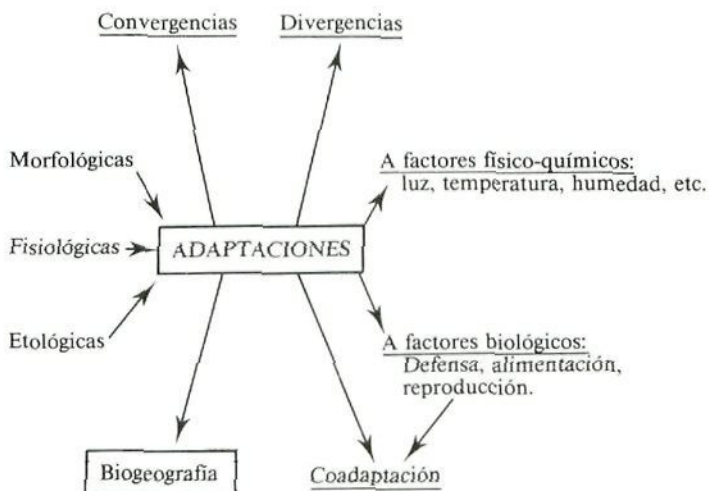 Convergencias
Divergencias
Morfológicas
A factores físico-químicos:
luz, temperatura, humedad, etc.
Fisiológicas
ADAPTACIONES
Etológicas
A factores biológicos:
Defensa, alimentación,
reproducción.
Biogeografía
Coadaptación